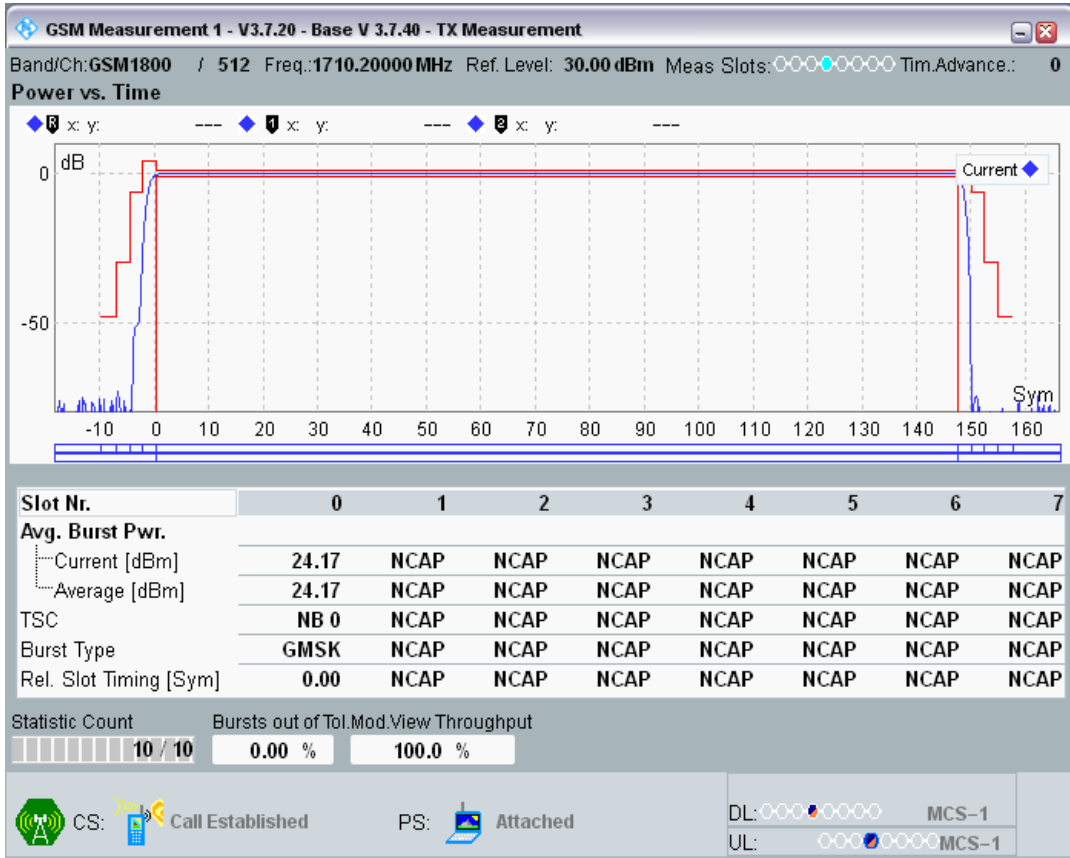 GSM Measurement 1 - V3.7.20 - Base V 3.7.40 - TX Measurement
Band/Ch:GSM1800 / 512 Freq.:1710.20000 MHz Ref. Level: 30.00 dBm Meas Slots: Tim.Advance.: 0
Power vs. Time
R x: y: --- 1 x: y: --- 2 x: y: ---
dB
0
Current
-50
Sym
-10 0 10 20 30 40 50 60 70 80 90 100 110 120 130 140 150 160
Slot Nr. 0 1 2 3 4 5 6 7
Avg. Burst Pwr.
Current [dBm] 24.17 NCAP NCAP NCAP NCAP NCAP NCAP NCAP
Average [dBm] 24.17 NCAP NCAP NCAP NCAP NCAP NCAP NCAP
TSC NB 0 NCAP NCAP NCAP NCAP NCAP NCAP NCAP
Burst Type GMSK NCAP NCAP NCAP NCAP NCAP NCAP NCAP
Rel. Slot Timing [Sym] 0.00 NCAP NCAP NCAP NCAP NCAP NCAP NCAP
Statistic Count Bursts out of Tol. Mod.View Throughput
10 / 10 0.00 % 100.0 %
CS: Call Established PS: Attached
DL: MCS-1
UL: MCS-1